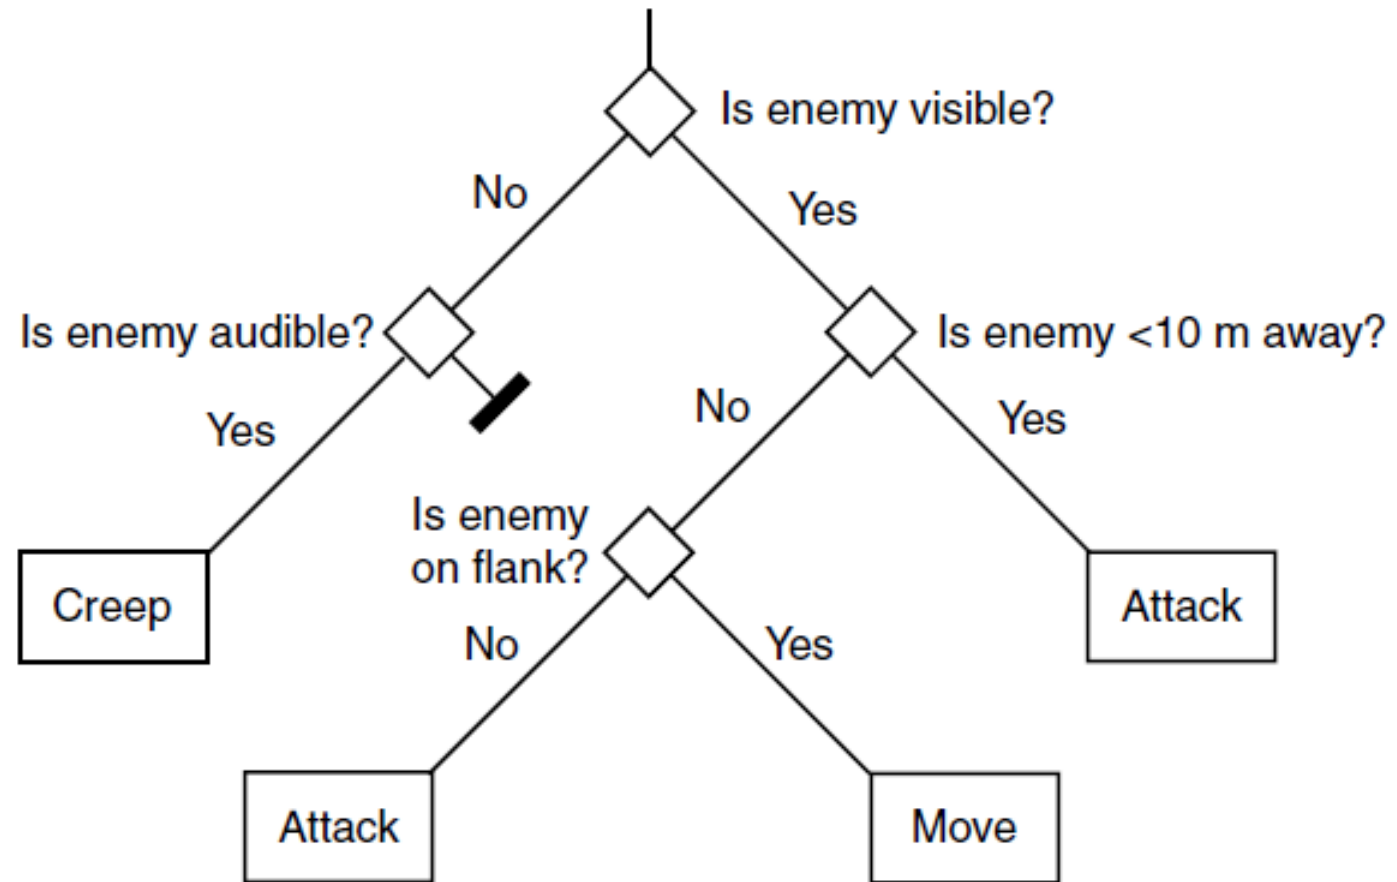 Is enemy visible?
No
Yes
Is enemy audible?
Is enemy <10 m away?
Yes
No
Yes
Is enemy
on flank?
Creep
Attack
No
Yes
Attack
Move